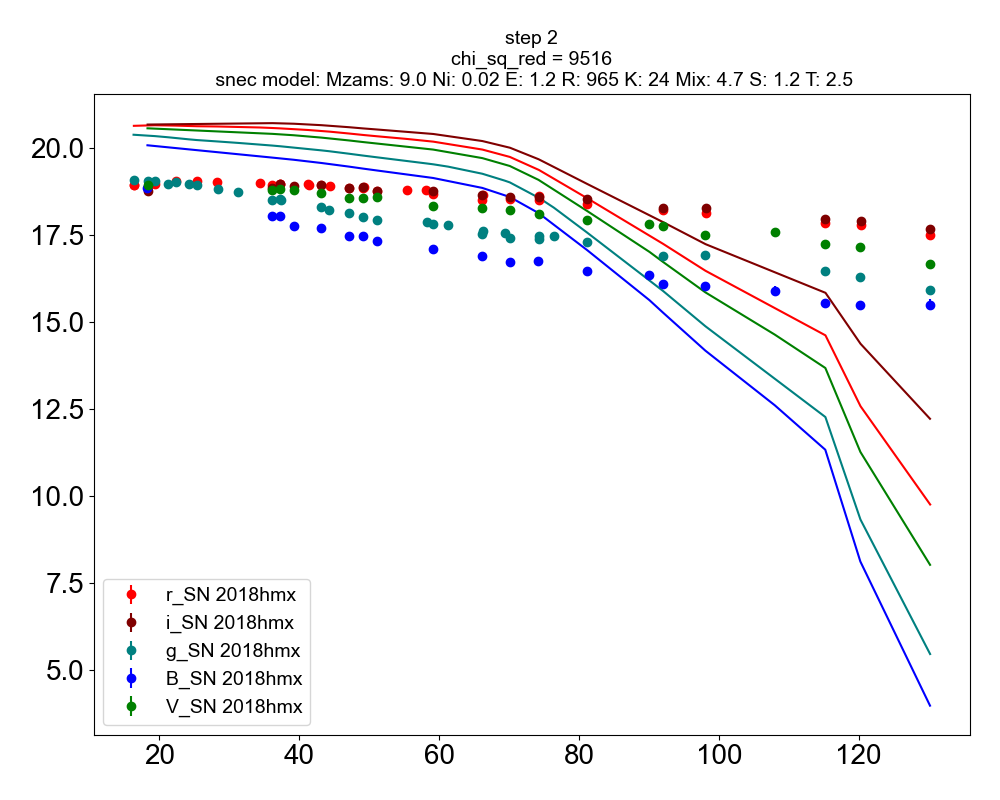 step 2
chi_sq_red = 9516
snec model: Mzams: 9.0 Ni: 0.02 E: 1.2 R: 965 K: 24 Mix: 4.7 S: 1.2 T: 2.5
20.0
17.5
15.0
12.5
10.0
7.5
5.0
r_SN 2018hmx
i_SN 2018hmx
g_SN 2018hmx
B_SN 2018hmx
V_SN 2018hmx
20 40 60 80 100 120